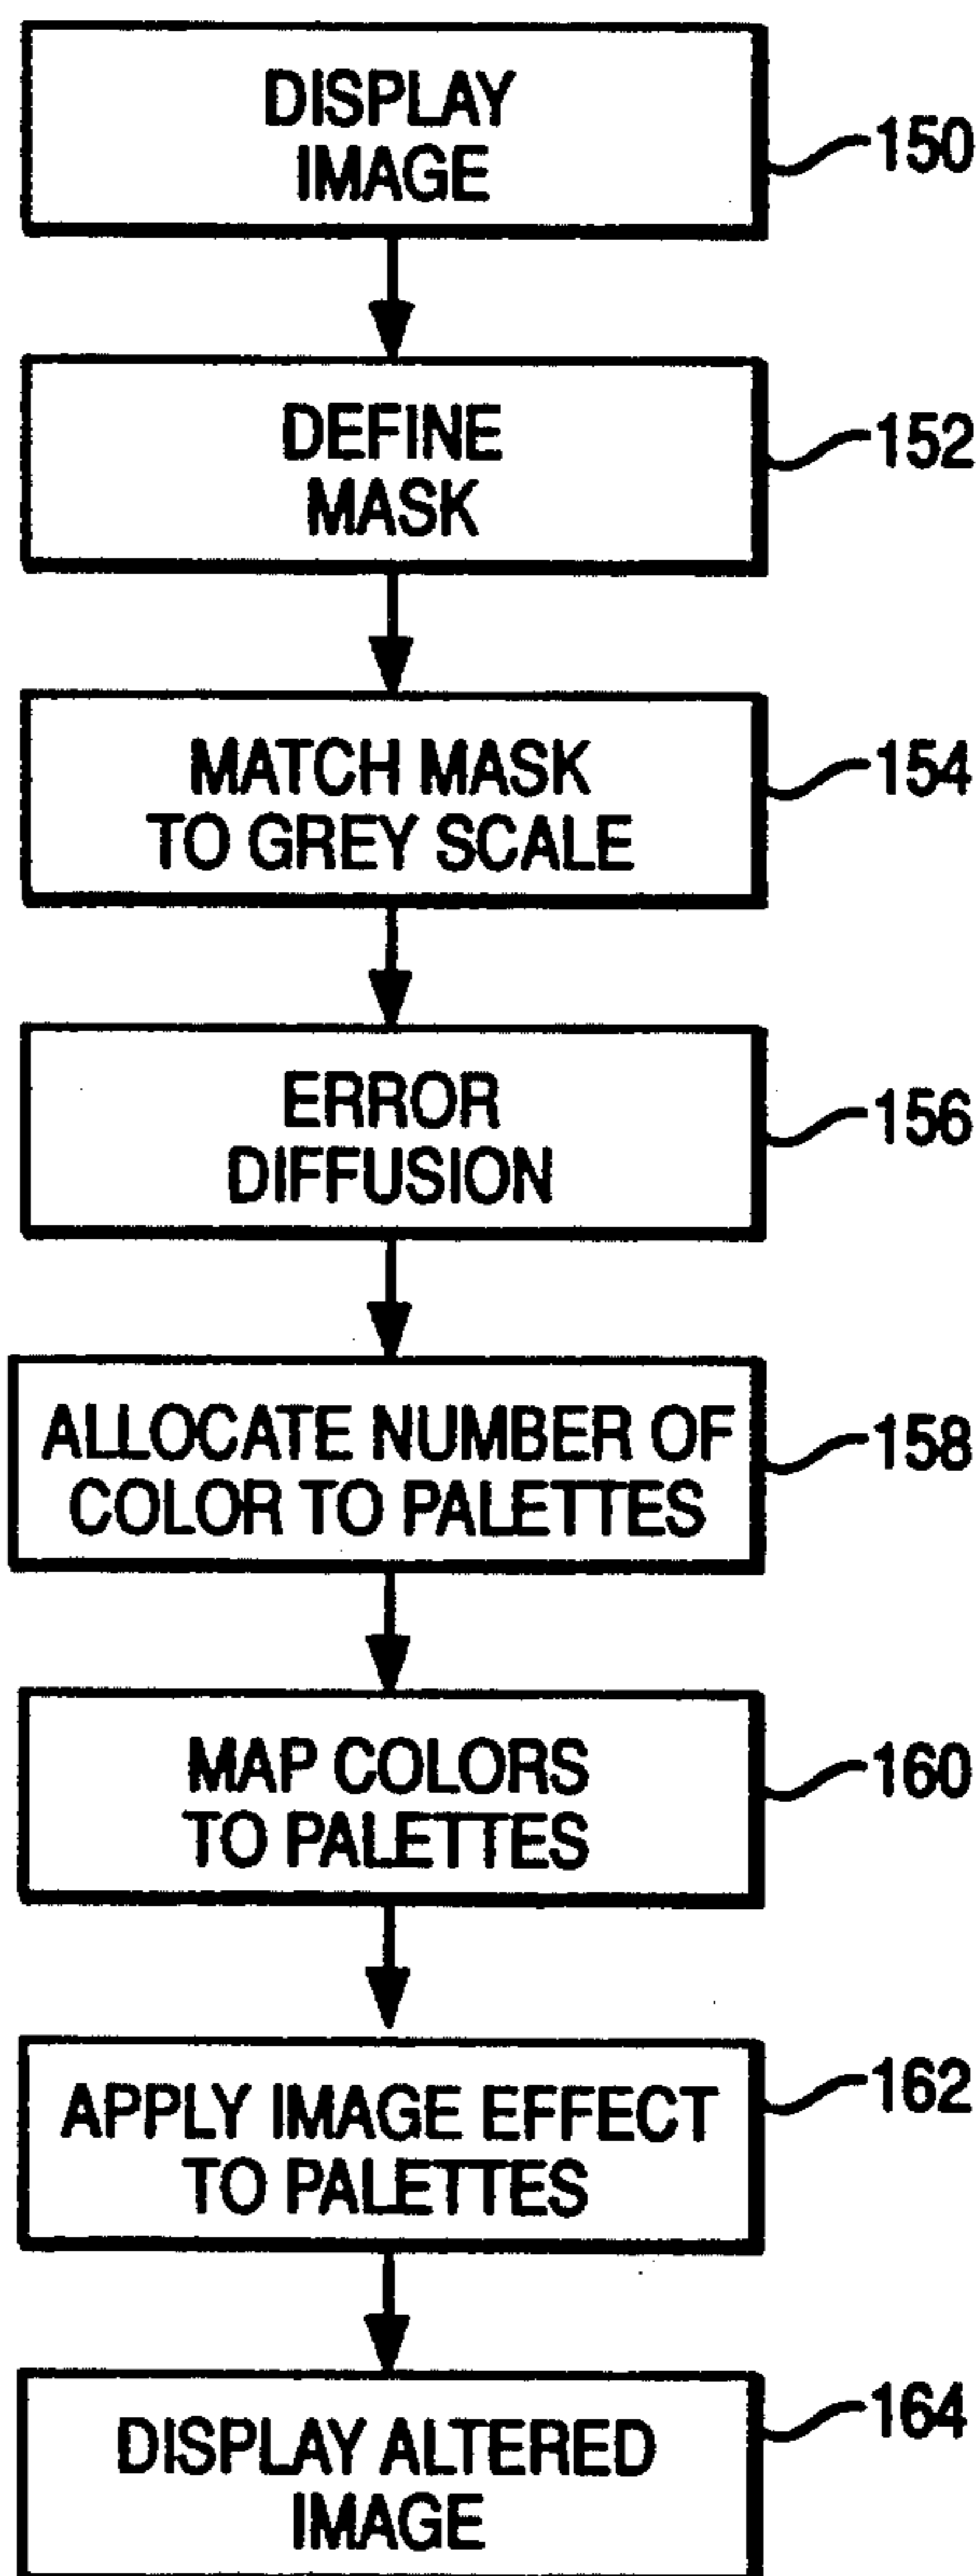 DISPLAY
IMAGE
150
DEFINE
MASK
152
MATCH MASK
TO GREY SCALE
154
ERROR
DIFFUSION
156
ALLOCATE NUMBER OF
COLOR TO PALETTES
158
MAP COLORS
TO PALETTES
160
APPLY IMAGE EFFECT
TO PALETTES
162
DISPLAY ALTERED
IMAGE
164